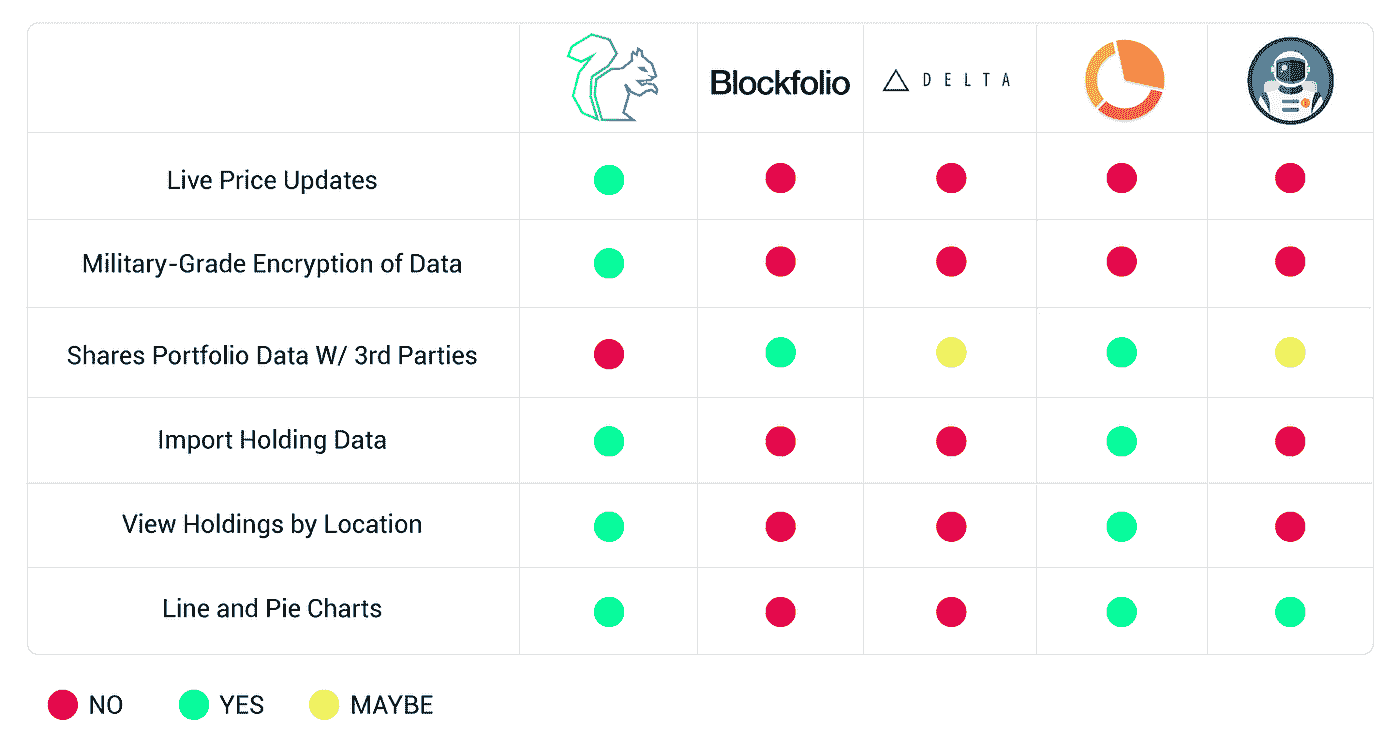 Blockfolio DELTA
Live Price Updates
Military-Grade Encryption of Data
Shares Portfolio Data W/ 3rd Parties
Import Holding Data
View Holdings by Location
Line and Pie Charts
NO YES MAYBE